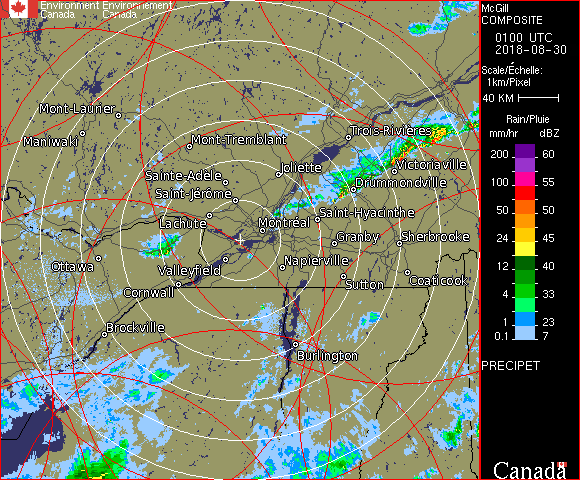 Environment Environnement
Canada Canada
Mont-Laurier
Maniwaki
Mont-Tremblant
Trois-Rivières
Joliette
Victoriaville
Sainte-Adèle
Drummondville
Saint-Jérôme
Saint-Hyacinthe
Lachute
Montréal
Granby
Sherbrooke
Ottawa
Valleyfield
Napierville
Coaticook
Cornwall
Sutton
Brockville
Burlington
McGill
COMPOSITE
0100 UTC
2018-08-30
Scale/Échelle:
1km/Pixel
40 KM
Rain/Pluie
mm/hr dBZ
200 60
100 55
50 50
24 45
12 40
4 33
1 23
0.1 7
PRECIPET
Canada